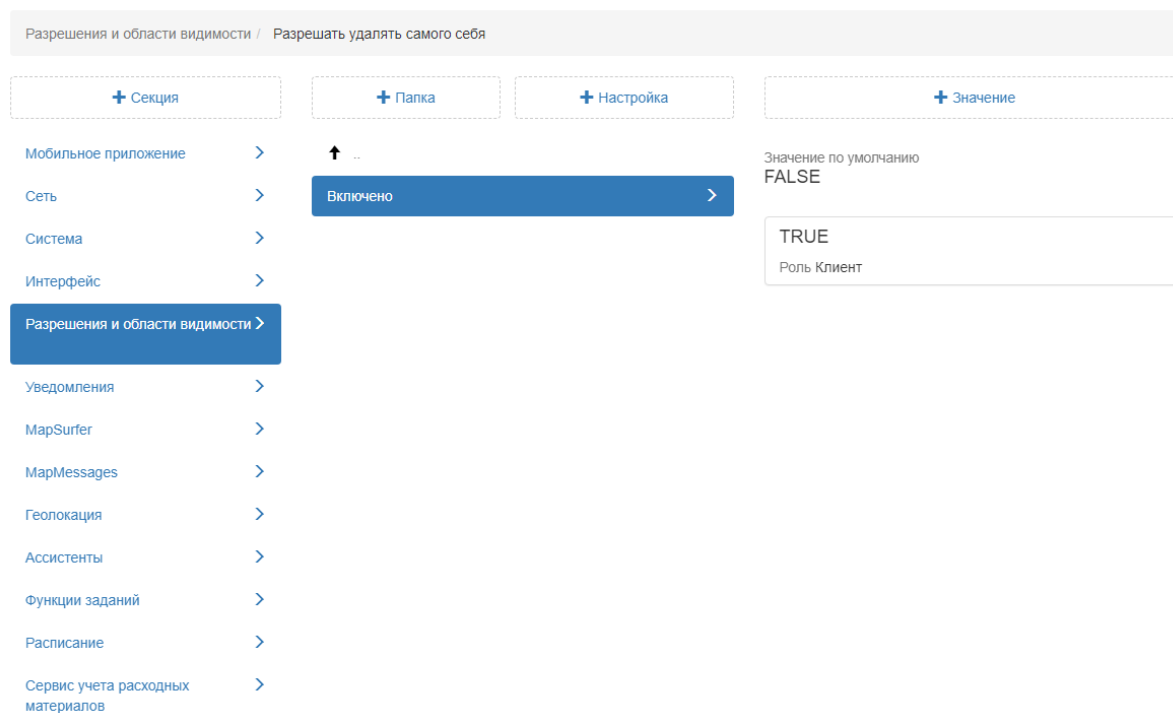 Разрешения и области видимости / Разрешать удалять самого себя
+ Секция
+ Папка
+ Настройка
+ Значение
Мобильное приложение
Сеть
Система
Интерфейс
Разрешения и области видимости
Уведомления
MapSurfer
MapMessages
Геолокация
Ассистенты
Функции заданий
Расписание
Сервис учета расходных
материалов
..
Включено
Значение по умолчанию
FALSE
TRUE
Роль Клиент